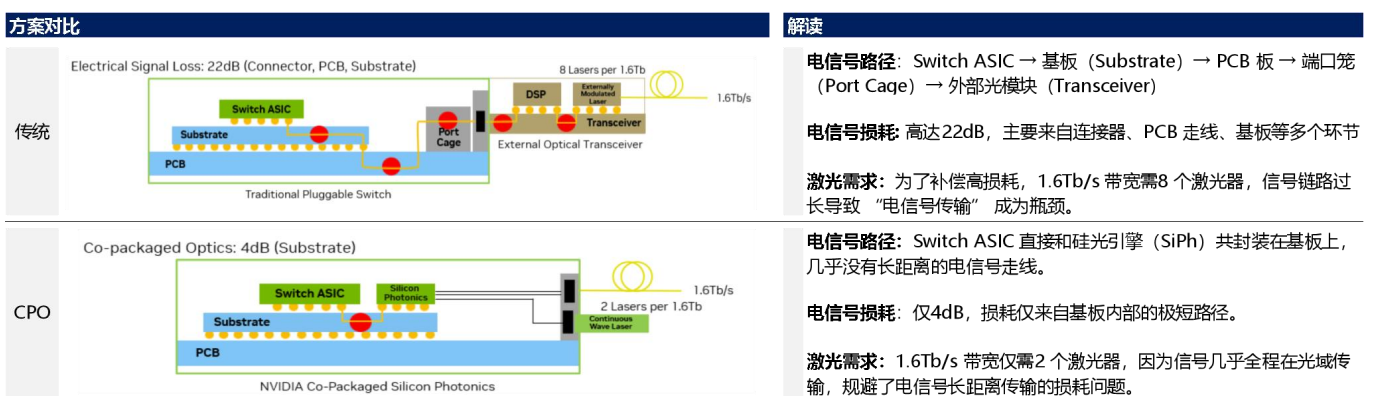 方案对比
解读
传统
Electrical Signal Loss: 22dB (Connector, PCB, Substrate)
8 Lasers per 1.6Tb
1.6Tb/s
DSP
Externally
Modulated
Laser
Switch ASIC
Substrate
Port
Cage
Transceiver
External Optical Transceiver
PCB
Traditional Pluggable Switch
电信号路径：Switch ASIC → 基板（Substrate）→ PCB 板 → 端口笼
（Port Cage）→ 外部光模块（Transceiver）
电信号损耗: 高达22dB，主要来自连接器、PCB 走线、基板等多个环节
激光需求：为了补偿高损耗，1.6Tb/s 带宽需8 个激光器，信号链路过
长导致 “电信号传输” 成为瓶颈。
CPO
Co-packaged Optics: 4dB (Substrate)
Switch ASIC
Silicon
Photonics
1.6Tb/s
2 Lasers per 1.6Tb
Continuous
Wave Laser
Substrate
PCB
NVIDIA Co-Packaged Silicon Photonics
电信号路径：Switch ASIC 直接和硅光引擎（SiPh）共封装在基板上，
几乎没有长距离的电信号走线。
电信号损耗：仅4dB，损耗仅来自基板内部的极短路径。
激光需求：1.6Tb/s 带宽仅需2 个激光器，因为信号几乎全程在光域传
输，规避了电信号长距离传输的损耗问题。